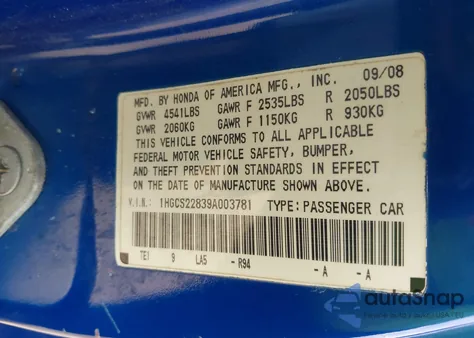 MFD. BY HONDA OF AMERICA MFG., INC. 09/08
GVWR 4541LBS GAWR F 2535LBS R 2050LBS
GVWR 2060KG GAWR F 1150KG R 930KG
THIS VEHICLE CONFORMS TO ALL APPLICABLE
FEDERAL MOTOR VEHICLE SAFETY, BUMPER,
AND THEFT PREVENTION STANDARDS IN EFFECT
ON THE DATE OF MANUFACTURE SHOWN ABOVE.
V.I.N.: 1HGCS22839A003781 TYPE: PASSENGER CAR
TE1 9 LA5 -R94 -A -A
autosnap